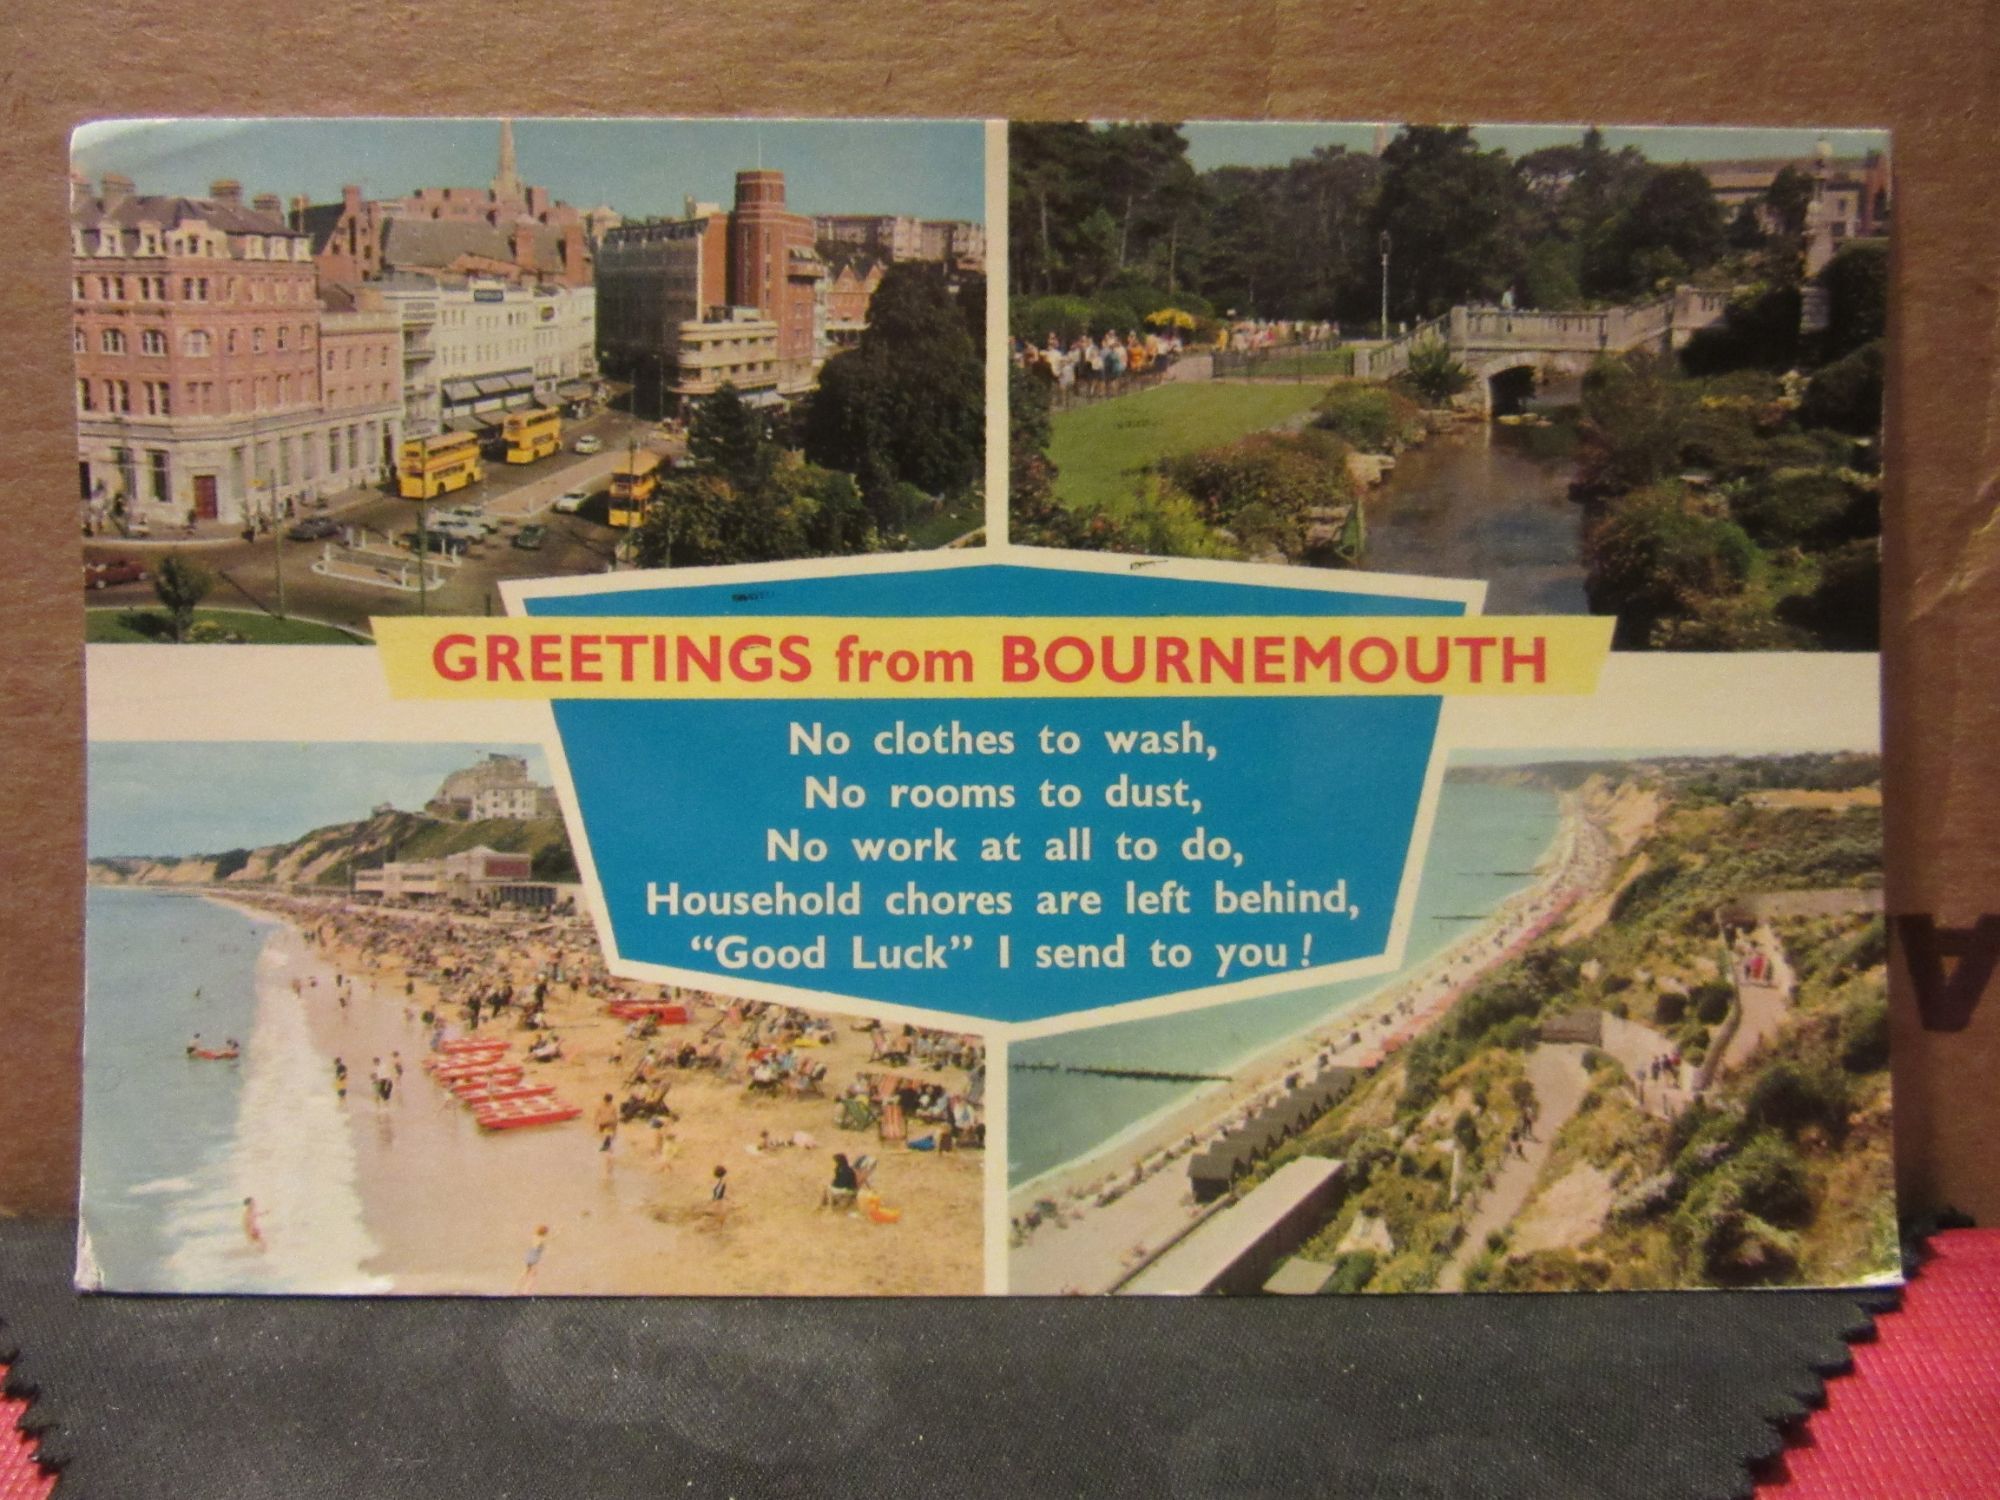 GREETINGS from BOURNEMOUTH
No clothes to wash,
No rooms to dust,
No work at all to do,
Household chores are left behind,
“Good Luck” I send to you!
A